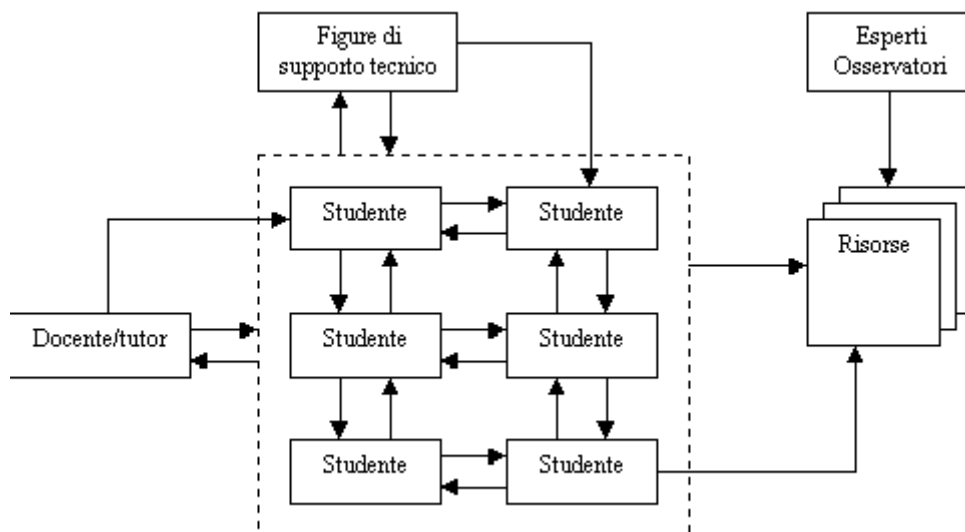 Figure di
supporto tecnico
Esperti
Osservatori
Studente
Studente
Risorse
Docente/tutor
Studente
Studente
Studente
Studente